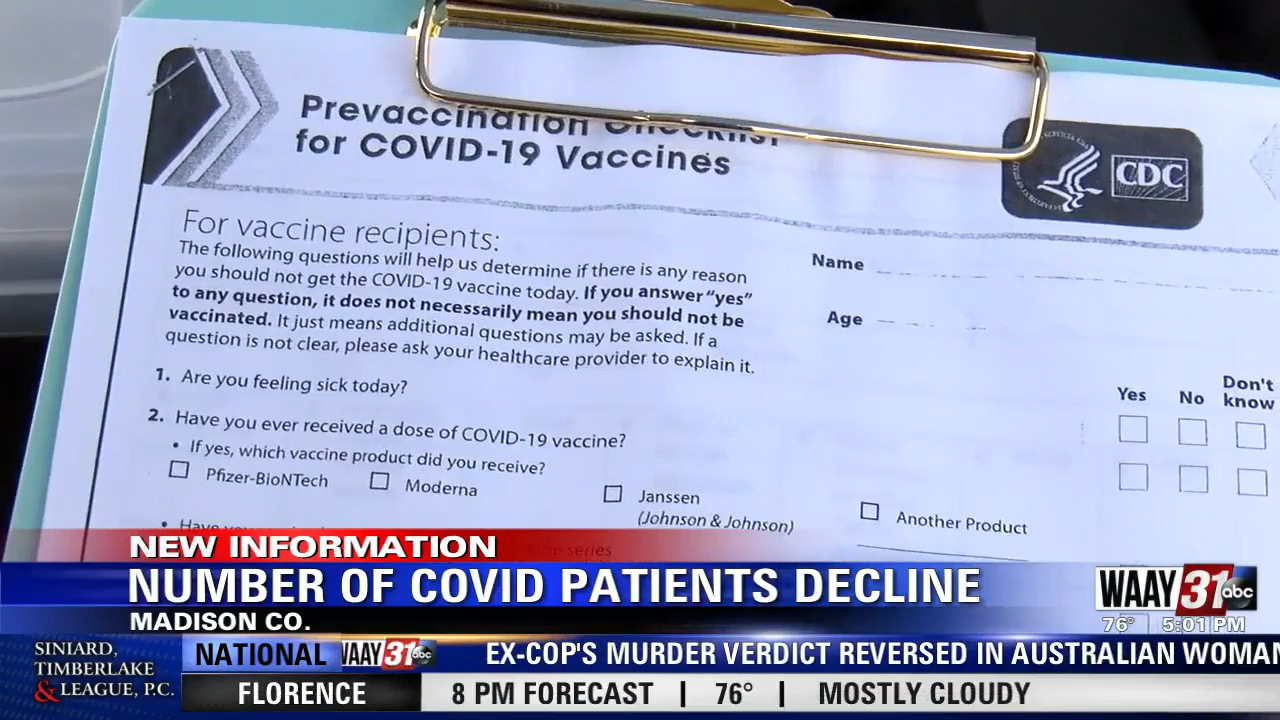 Prevaccination Checklist
for COVID-19 Vaccines
CDC
For vaccine recipients:
The following questions will help us determine if there is any reason
you should not get the COVID-19 vaccine today. If you answer "yes"
to any question, it does not necessarily mean you should not be
vaccinated. It just means additional questions may be asked. If a
question is not clear, please ask your healthcare provider to explain it.
Name
Age
Yes No Don't know
1. Are you feeling sick today?
2. Have you ever received a dose of COVID-19 vaccine?
• If yes, which vaccine product did you receive?
Pfizer-BioNTech Moderna Janssen Another Product
(Johnson & Johnson)
• Have
series
NEW INFORMATION
NUMBER OF COVID PATIENTS DECLINE
MADISON CO.
WAAY 31 abc
76° 5:01 PM
SINIARD,
TIMBERLAKE
& LEAGUE, P.C.
NATIONAL WAAY 31 abc EX-COP'S MURDER VERDICT REVERSED IN AUSTRALIAN WOMAN
FLORENCE 8 PM FORECAST | 76° | MOSTLY CLOUDY